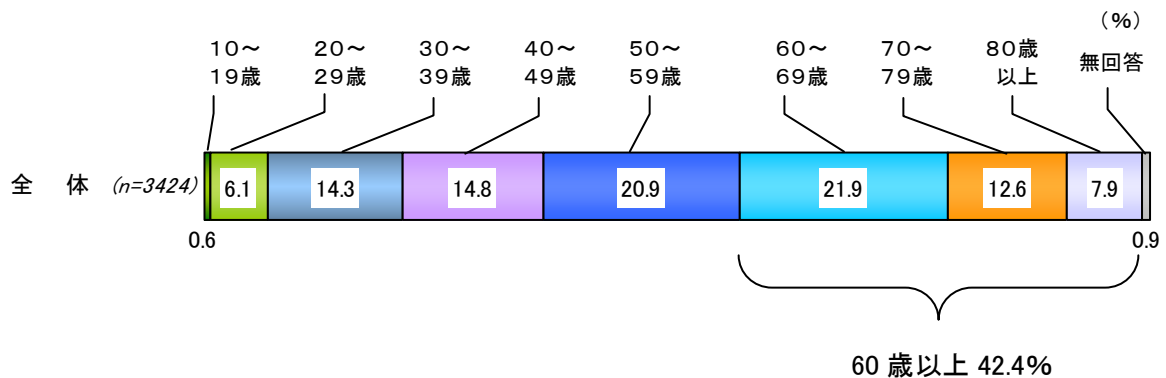 （％）
１０～
１９歳
２０～
２９歳
３０～
３９歳
４０～
４９歳
５０～
５９歳
６０～
６９歳
７０～
７９歳
８０歳
以上
無回答
全　体 (n=3424)
6.1
14.3
14.8
20.9
21.9
12.6
7.9
0.6
0.9
60 歳以上 42.4%